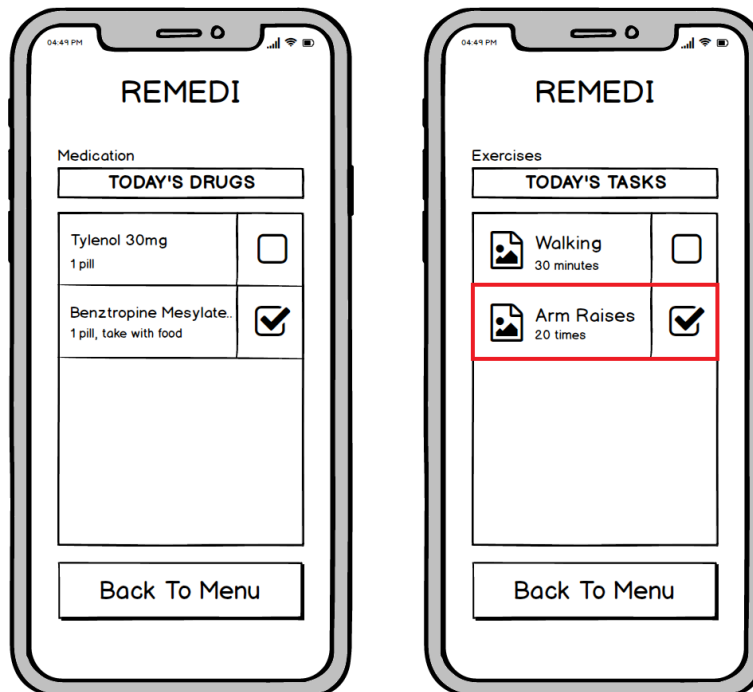 04:49 PM
REMEDI
Medication
TODAY'S DRUGS
Tylenol 30mg
1 pill
Benztropine Mesylate..
1 pill, take with food
Back To Menu
04:49 PM
REMEDI
Exercises
TODAY'S TASKS
Walking
30 minutes
Arm Raises
20 times
Back To Menu